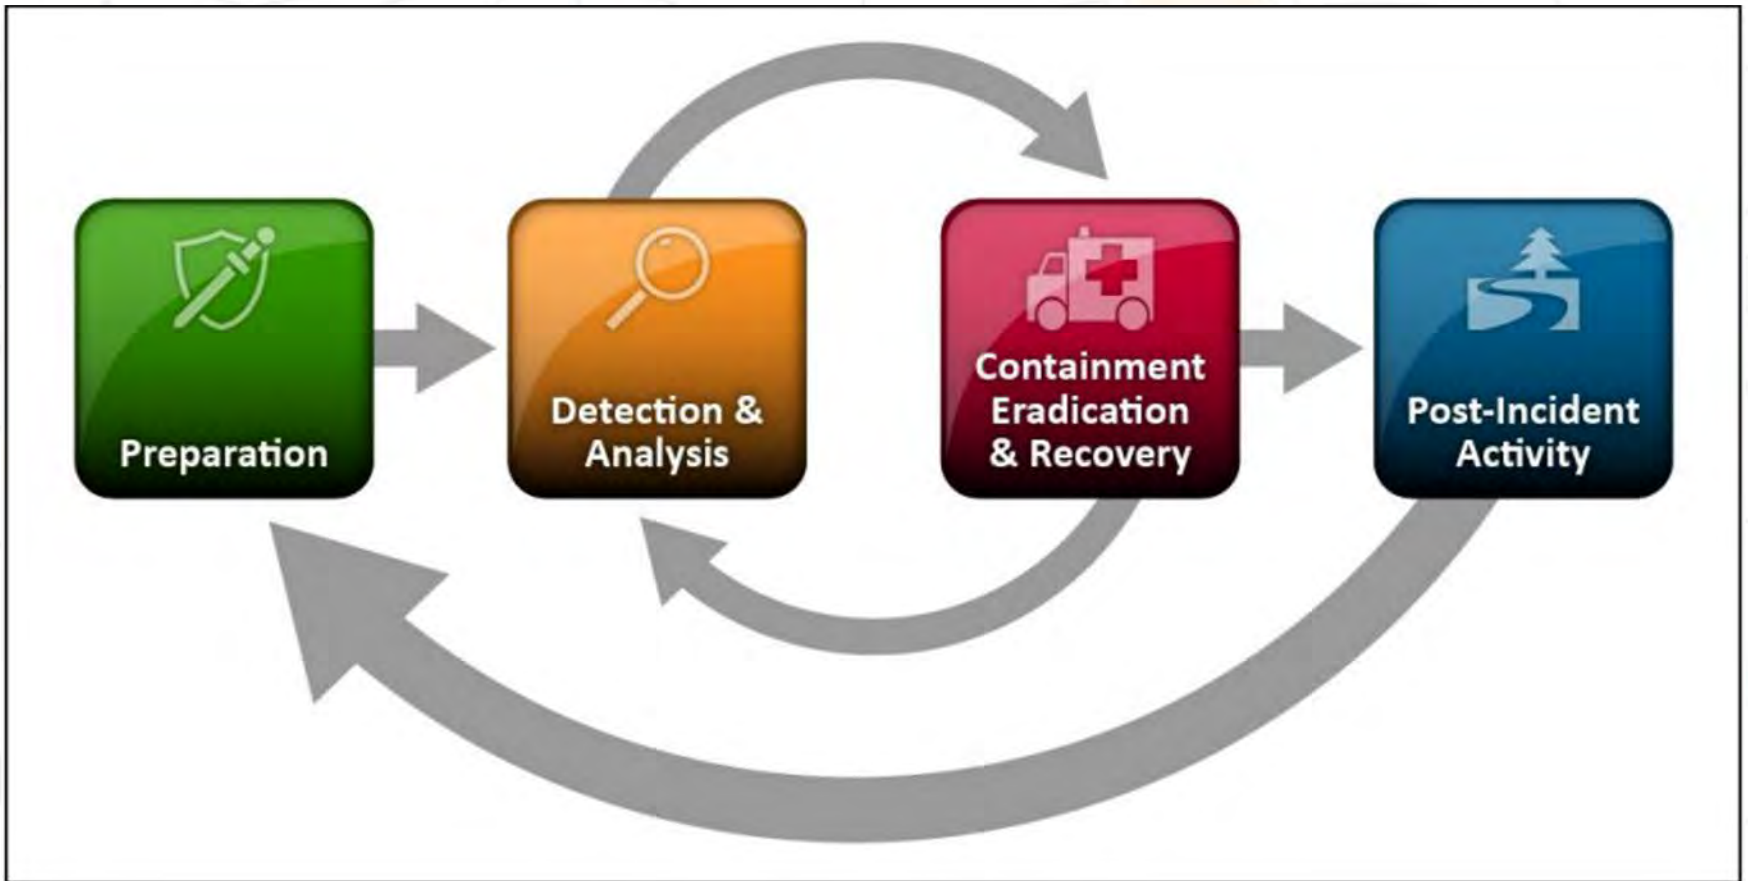 Preparation
Detection &
Analysis
Containment
Eradication
& Recovery
Post-Incident
Activity